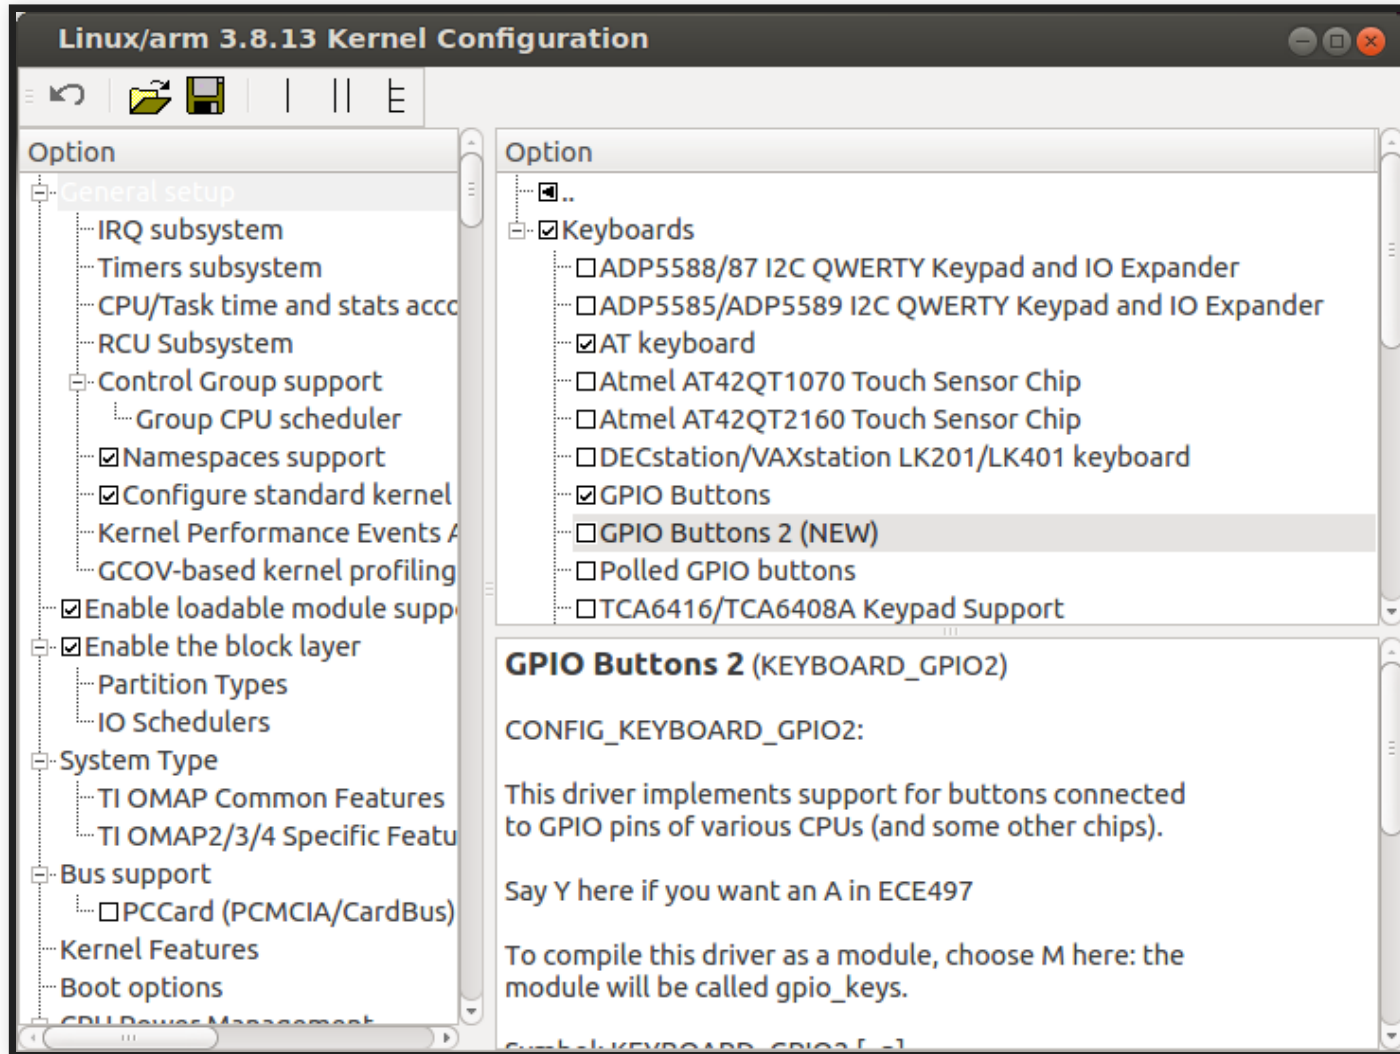 Linux/arm 3.8.13 Kernel Configuration
Option
General setup
IRQ subsystem
Timers subsystem
CPU/Task time and stats acco
RCU Subsystem
Control Group support
Group CPU scheduler
Namespaces support
Configure standard kernel
Kernel Performance Events A
GCOV-based kernel profiling
Enable loadable module suppo
Enable the block layer
Partition Types
IO Schedulers
System Type
TI OMAP Common Features
TI OMAP2/3/4 Specific Featu
Bus support
PCCard (PCMCIA/CardBus)
Kernel Features
Boot options
CPU Power Management
Option
..
Keyboards
ADP5588/87 I2C QWERTY Keypad and IO Expander
ADP5585/ADP5589 I2C QWERTY Keypad and IO Expander
AT keyboard
Atmel AT42QT1070 Touch Sensor Chip
Atmel AT42QT2160 Touch Sensor Chip
DECstation/VAXstation LK201/LK401 keyboard
GPIO Buttons
GPIO Buttons 2 (NEW)
Polled GPIO buttons
TCA6416/TCA6408A Keypad Support
GPIO Buttons 2 (KEYBOARD_GPIO2)
CONFIG_KEYBOARD_GPIO2:
This driver implements support for buttons connected
to GPIO pins of various CPUs (and some other chips).
Say Y here if you want an A in ECE497
To compile this driver as a module, choose M here: the
module will be called gpio_keys.
Symbol: KEYBOARD_GPIO2 [=n]